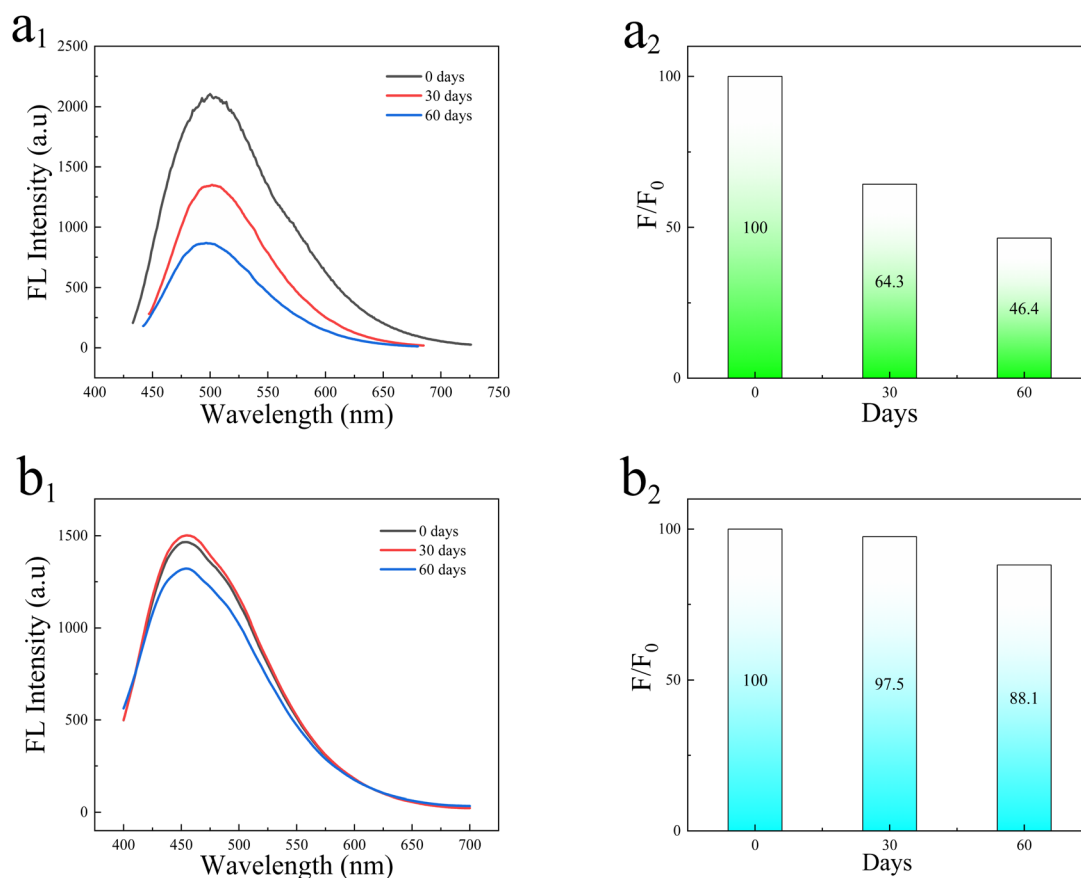 a1
2500
2000
1500
1000
500
0
FL Intensity (a.u)
0 days
30 days
60 days
400 450 500 550 600 650 700 750
Wavelength (nm)
a2
100
50
0
F/F0
100
64.3
46.4
0 30 60
Days
b1
1500
1000
500
0
FL Intensity (a.u)
0 days
30 days
60 days
400 450 500 550 600 650 700
Wavelength (nm)
b2
100
50
0
F/F0
100
97.5
88.1
0 30 60
Days